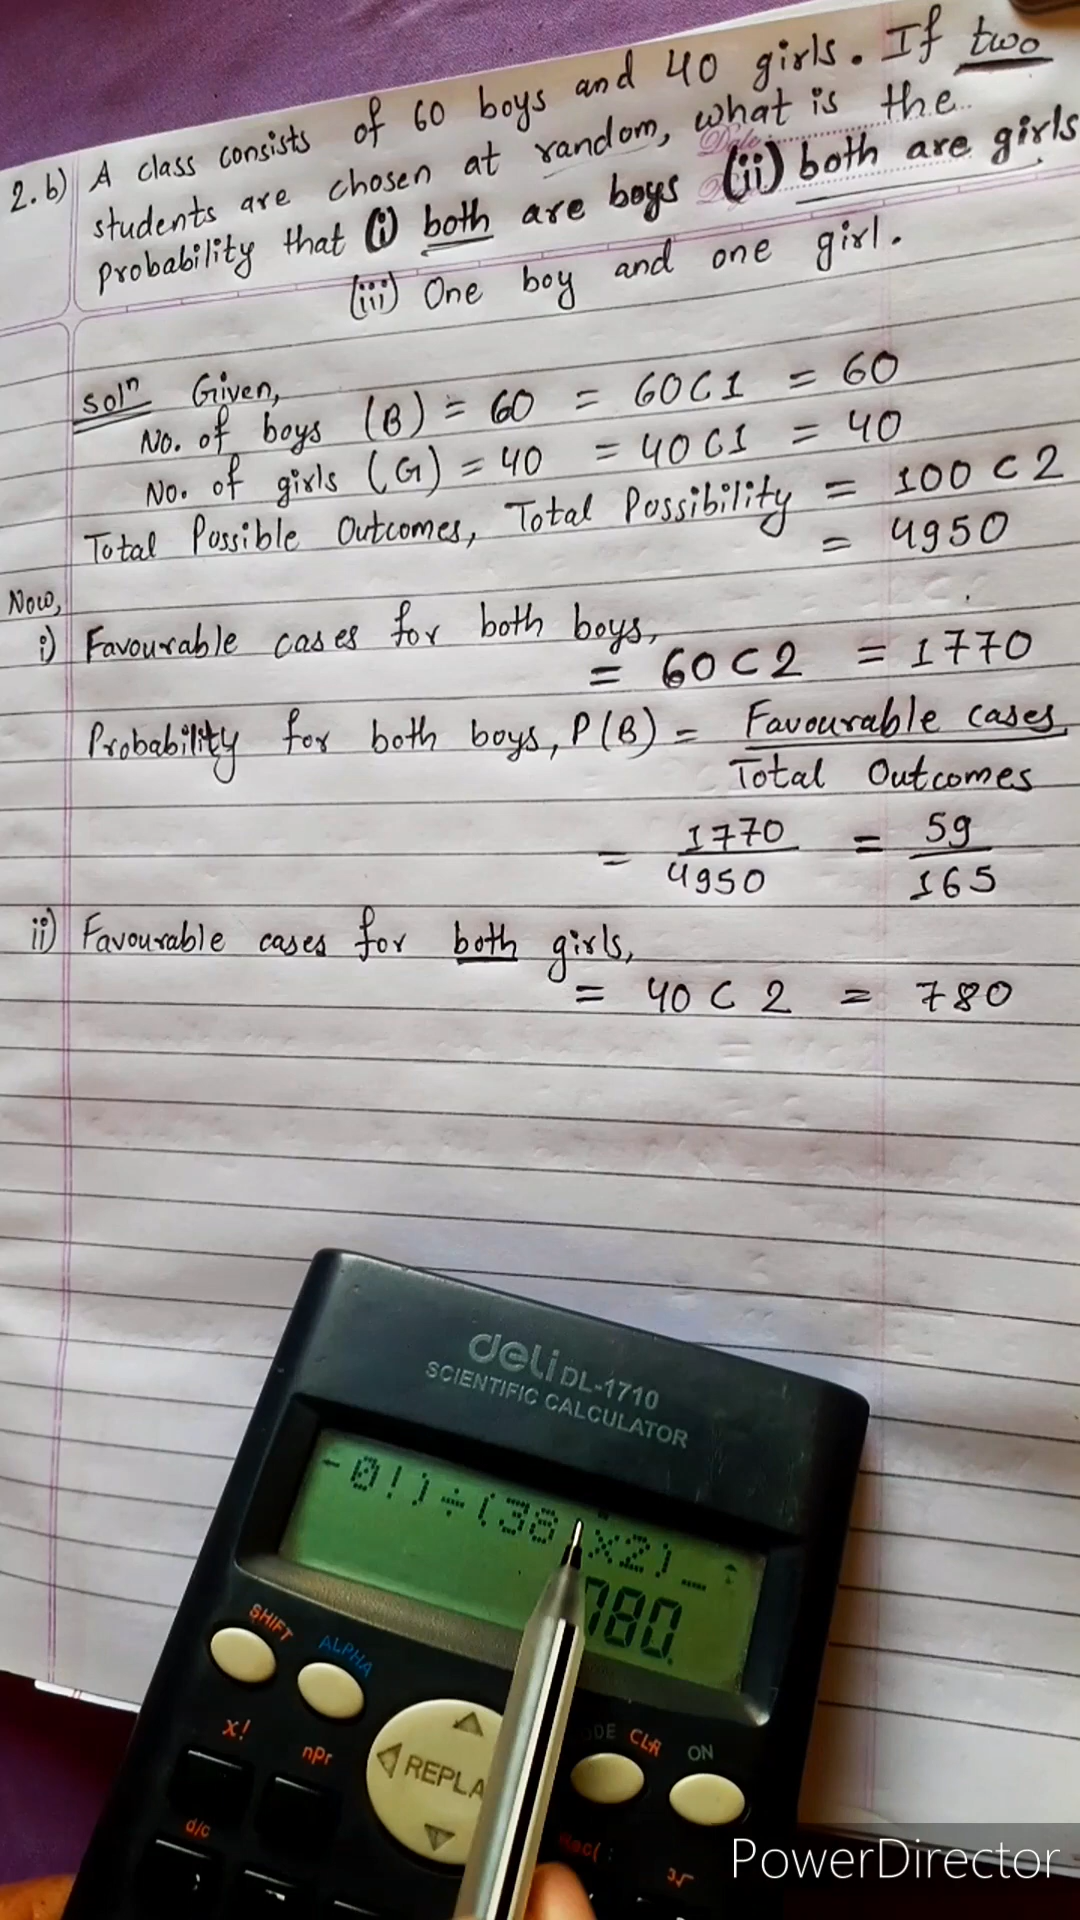 2.b) A class consists of 60 boys and 40 girls. If two
students are chosen at random, what is the
probability that (i) both are boys (ii) both are girls
(iii) One boy and one girl.
Solⁿ Given,
No. of boys (B) = 60 = 60C1 = 60
No. of girls (G) = 40 = 40C1 = 40
Total Possible Outcomes, Total Possibility = 100C2
= 4950
Now,
i) Favourable cases for both boys,
= 60C2 = 1770
Probability for both boys, P(B) = Favourable cases
Total Outcomes
= 1770 = 59
4950 165
ii) Favourable cases for both girls,
= 40C2 = 780
deli DL-1710
SCIENTIFIC CALCULATOR
0!)÷(38 x2)
780.
SHIFT ALPHA
CLR ON
x! nPr
REPLA
d/c
Rec( : ³√
PowerDirector